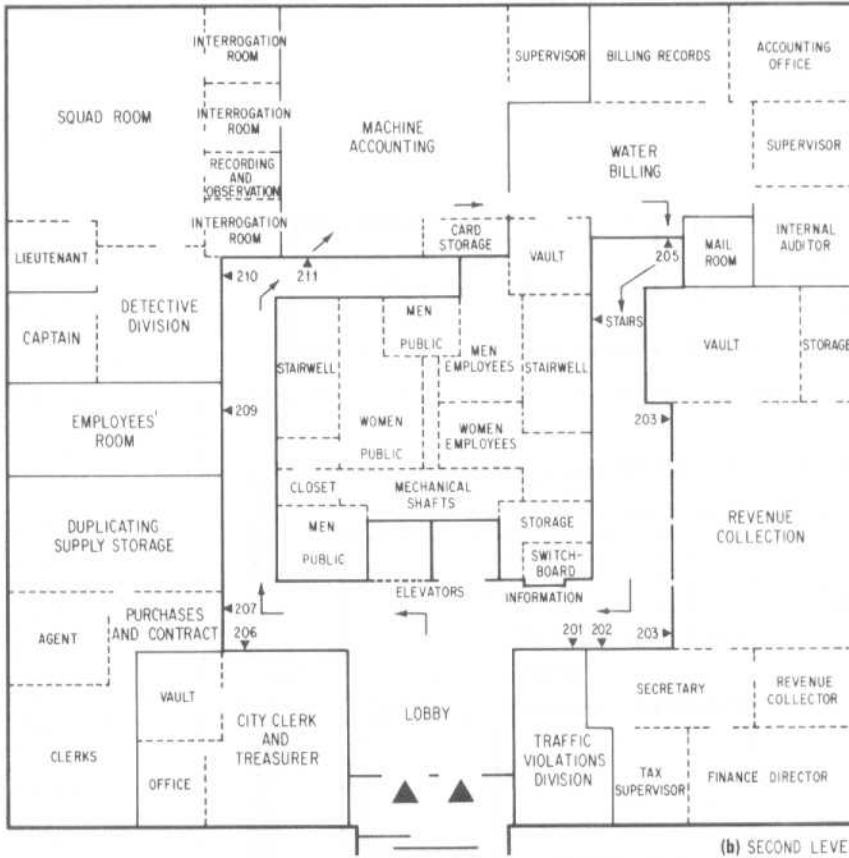 INTERROGATION
ROOM
SUPERVISOR
BILLING RECORDS
ACCOUNTING
OFFICE
SQUAD ROOM
INTERROGATION
ROOM
MACHINE
ACCOUNTING
WATER
BILLING
SUPERVISOR
RECORDING
AND
OBSERVATION
INTERROGATION
ROOM
CARD
STORAGE
LIEUTENANT
VAULT
MAIL
ROOM
INTERNAL
AUDITOR
210
211
205
DETECTIVE
DIVISION
CAPTAIN
MEN
PUBLIC
STAIRS
STAIRWELL
MEN
EMPLOYEES
STAIRWELL
VAULT
STORAGE
EMPLOYEES'
ROOM
209
WOMEN
PUBLIC
WOMEN
EMPLOYEES
203
CLOSET
MECHANICAL
SHAFTS
DUPLICATING
SUPPLY STORAGE
MEN
PUBLIC
STORAGE
REVENUE
COLLECTION
SWITCH-
BOARD
ELEVATORS
INFORMATION
207
PURCHASES
AND CONTRACT
AGENT
206
201
202
203
VAULT
CITY CLERK
AND
TREASURER
LOBBY
SECRETARY
REVENUE
COLLECTOR
CLERKS
OFFICE
TRAFFIC
VIOLATIONS
DIVISION
TAX
SUPERVISOR
FINANCE DIRECTOR
(b) SECOND LEVE